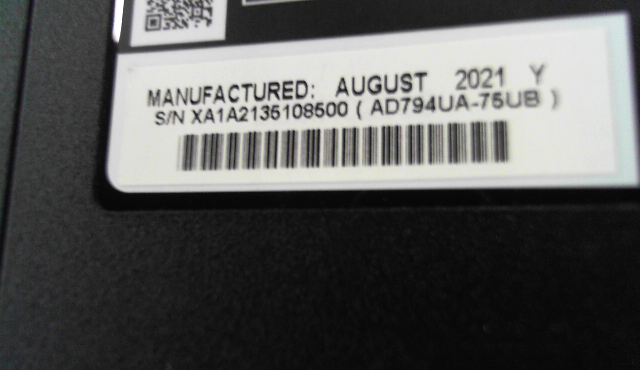 MANUFACTURED: AUGUST 2021 Y
S/N XA1A2135108500 ( AD794UA-75UB )